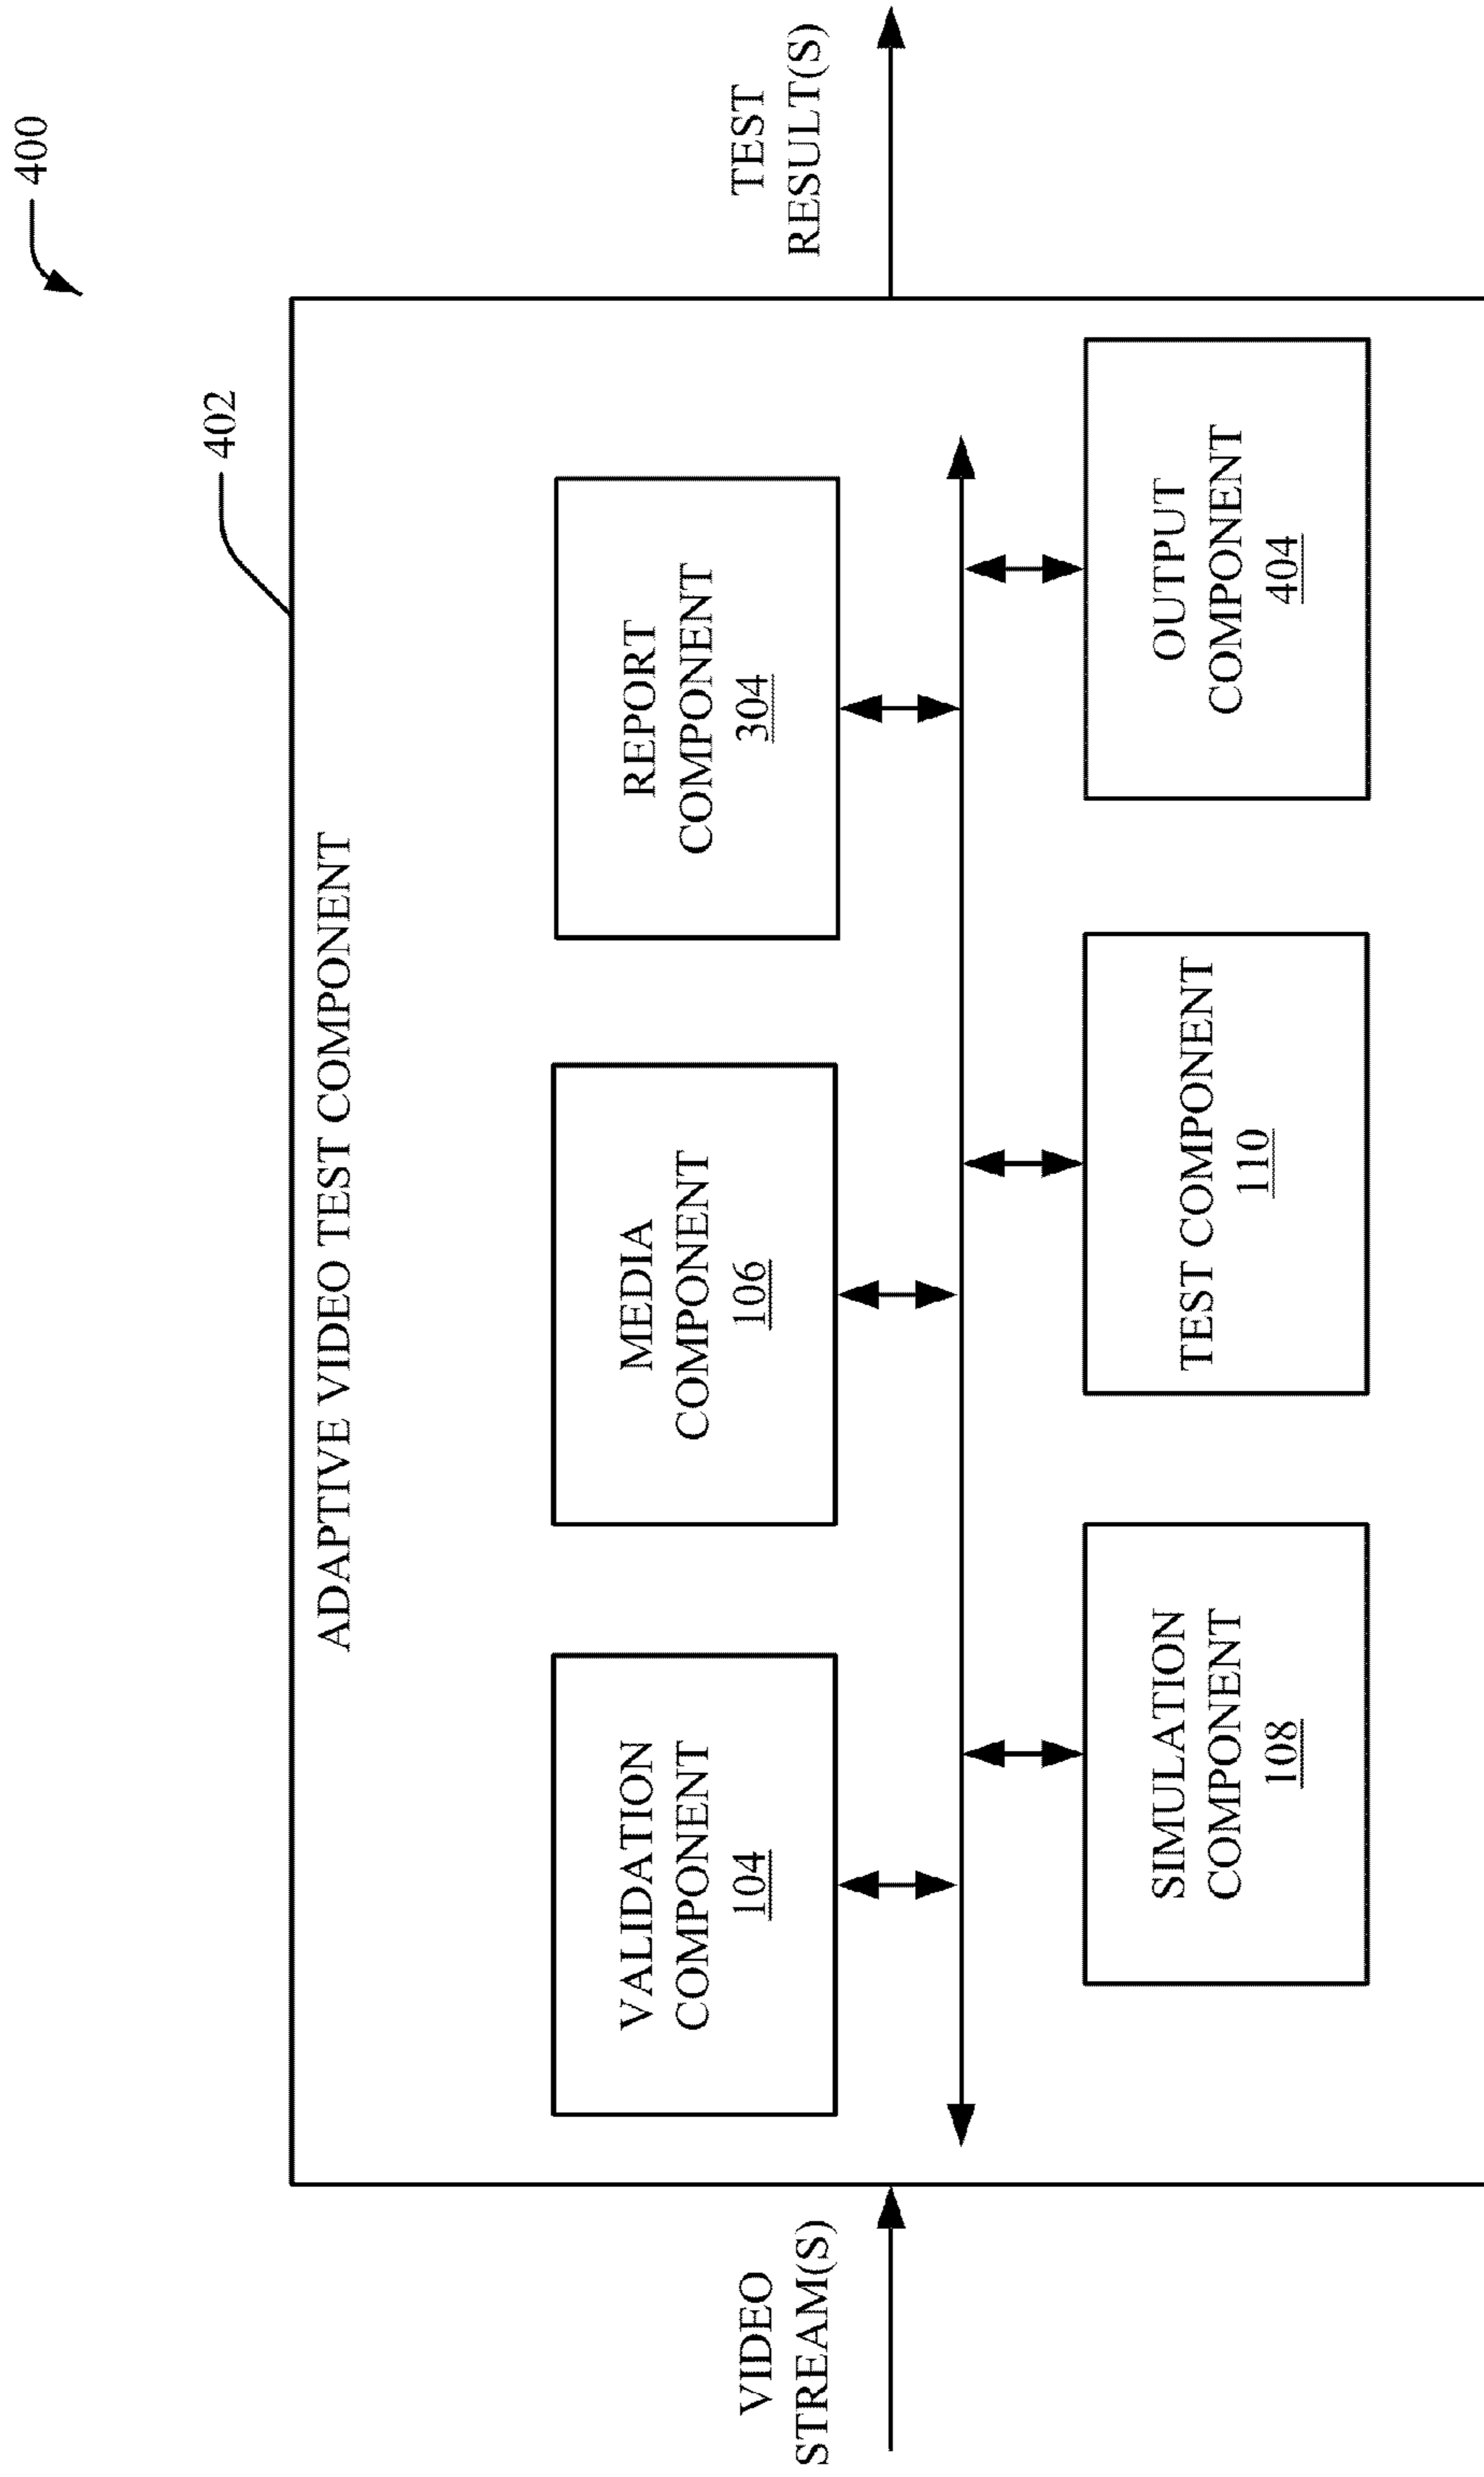 400
402
ADAPTIVE VIDEO TEST COMPONENT
VALIDATION
COMPONENT
104
MEDIA
COMPONENT
106
REPORT
COMPONENT
304
VIDEO
STREAM(S)
TEST
RESULT(S)
SIMULATION
COMPONENT
108
TEST COMPONENT
110
OUTPUT
COMPONENT
404